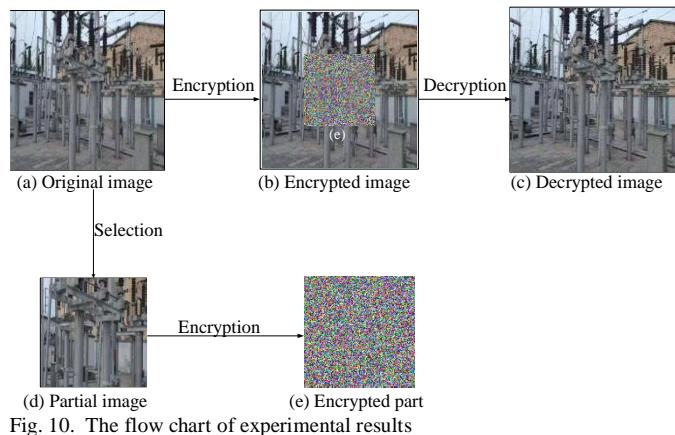 Encryption
Decryption
(e)
(a) Original image
(b) Encrypted image
(c) Decrypted image
Selection
Encryption
(d) Partial image
(e) Encrypted part
Fig. 10. The flow chart of experimental results